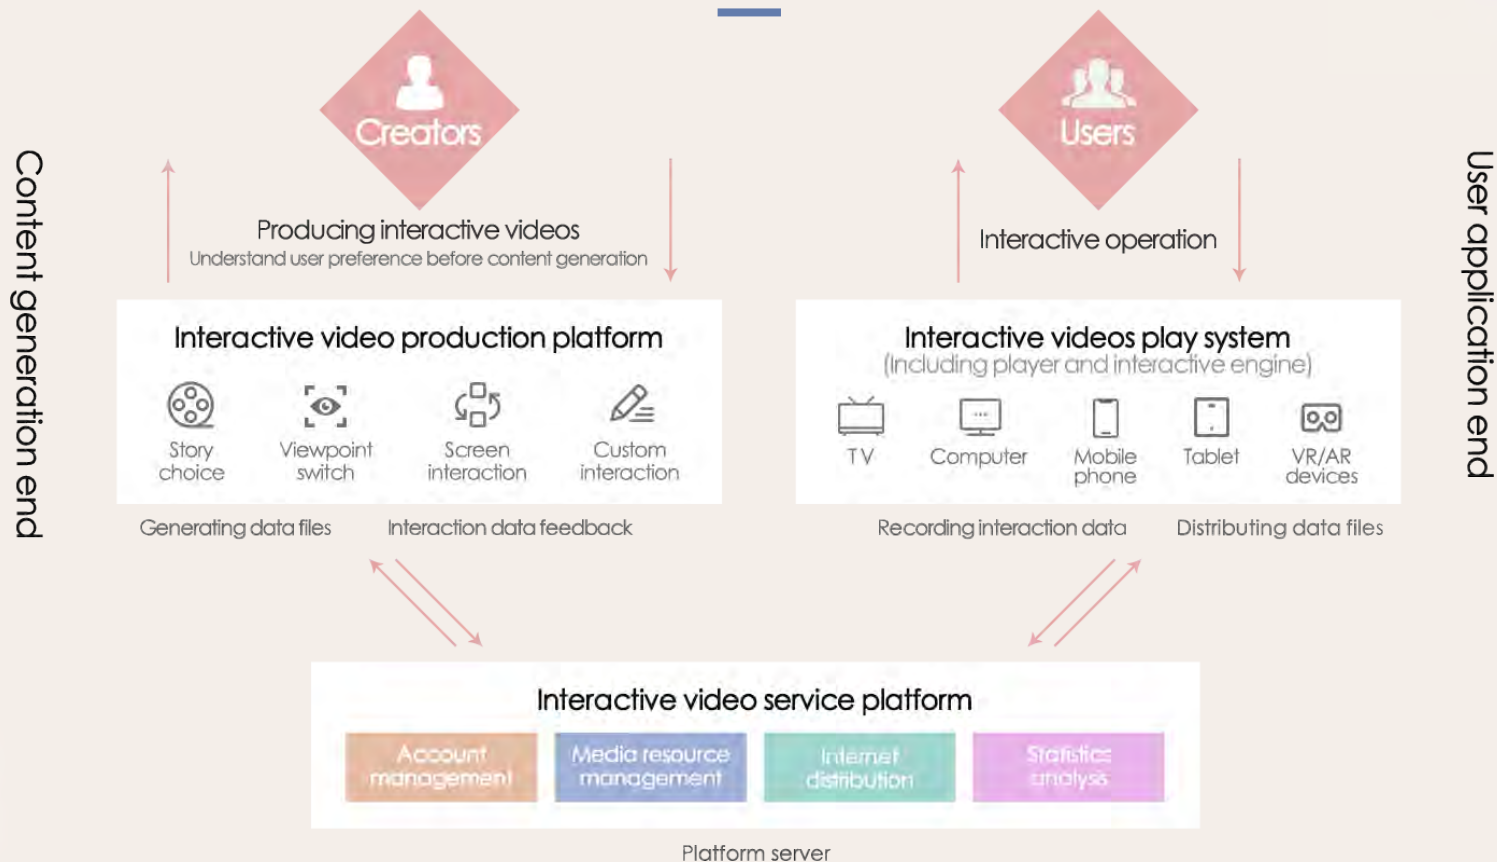 Creators
Users
Content generation end
User application end
Producing interactive videos
Understand user preference before content generation
Interactive operation
Interactive video production platform
Story
choice
Viewpoint
switch
Screen
interaction
Custom
interaction
Interactive videos play system
(Including player and interactive engine)
TV
Computer
Mobile
phone
Tablet
VR/AR
devices
Generating data files
Interaction data feedback
Recording interaction data
Distributing data files
Interactive video service platform
Account
management
Media resource
management
Internet
distribution
Statistics
analysis
Platform server